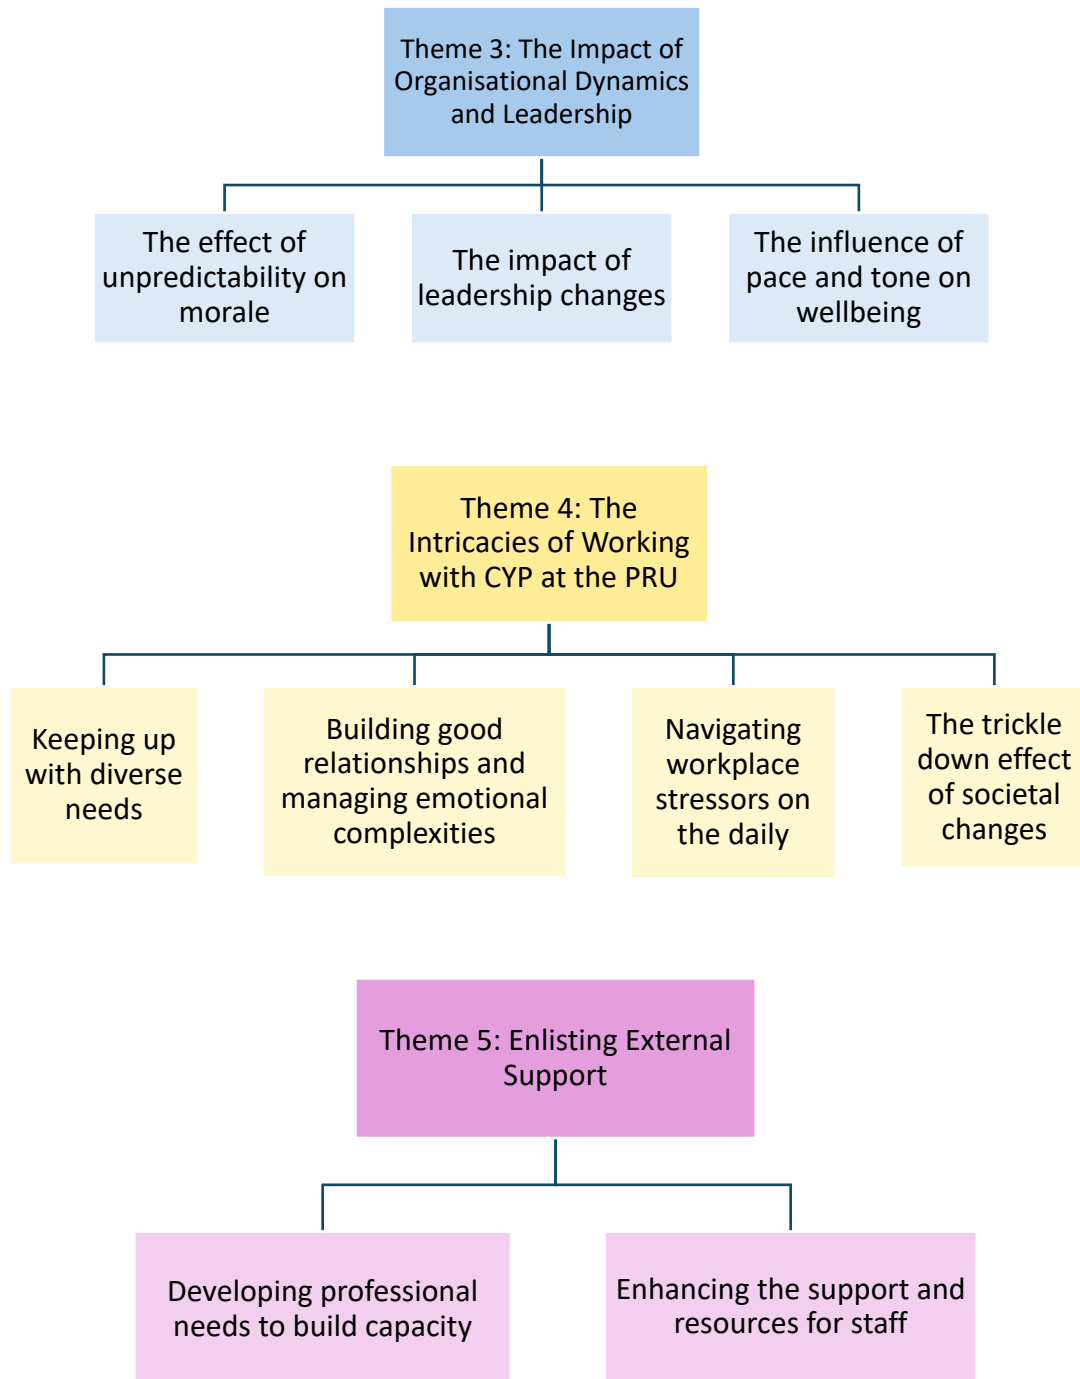 Theme 3: The Impact of
Organisational Dynamics
and Leadership
The effect of
unpredictability on
morale
The impact of
leadership changes
The influence of
pace and tone on
wellbeing
Theme 4: The
Intricacies of Working
with CYP at the PRU
Keeping up
with diverse
needs
Building good
relationships and
managing emotional
complexities
Navigating
workplace
stressors on
the daily
The trickle
down effect
of societal
changes
Theme 5: Enlisting External
Support
Developing professional
needs to build capacity
Enhancing the support and
resources for staff